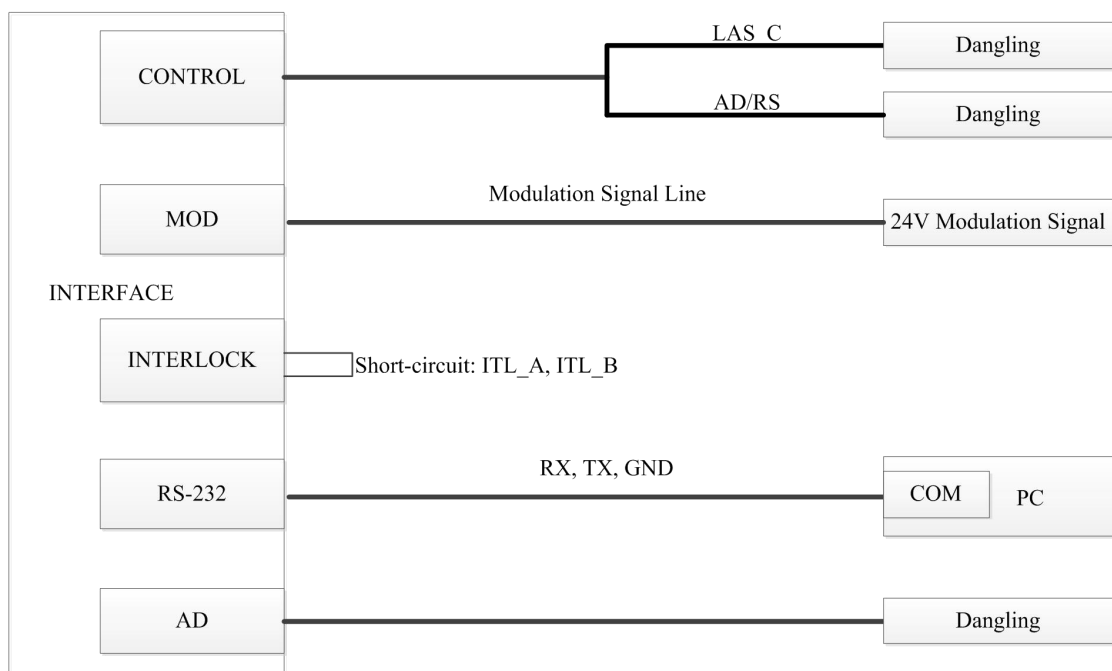 LAS_C
Dangling
CONTROL
AD/RS
Dangling
Modulation Signal Line
MOD
24V Modulation Signal
INTERFACE
INTERLOCK
Short-circuit: ITL_A, ITL_B
RX, TX, GND
RS-232
COM
PC
AD
Dangling